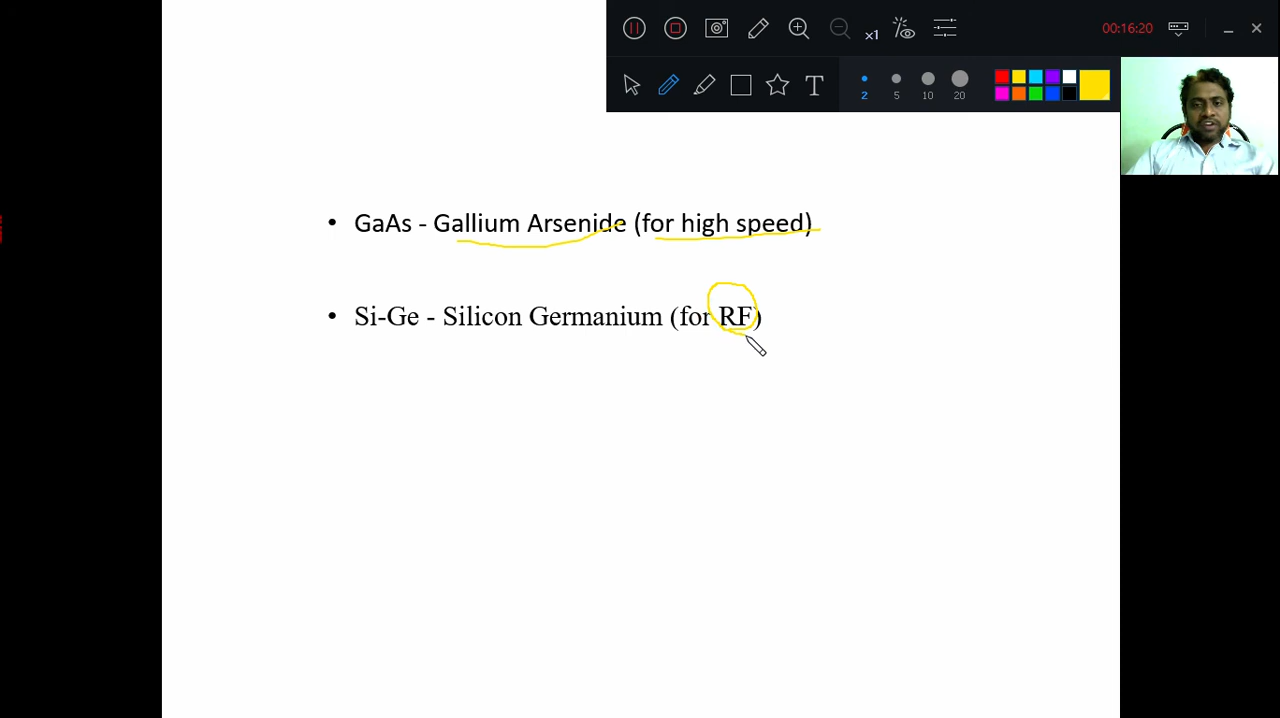 x1
00:16:20
T
2
5
10
20
• GaAs - Gallium Arsenide (for high speed)
• Si-Ge - Silicon Germanium (for RF)